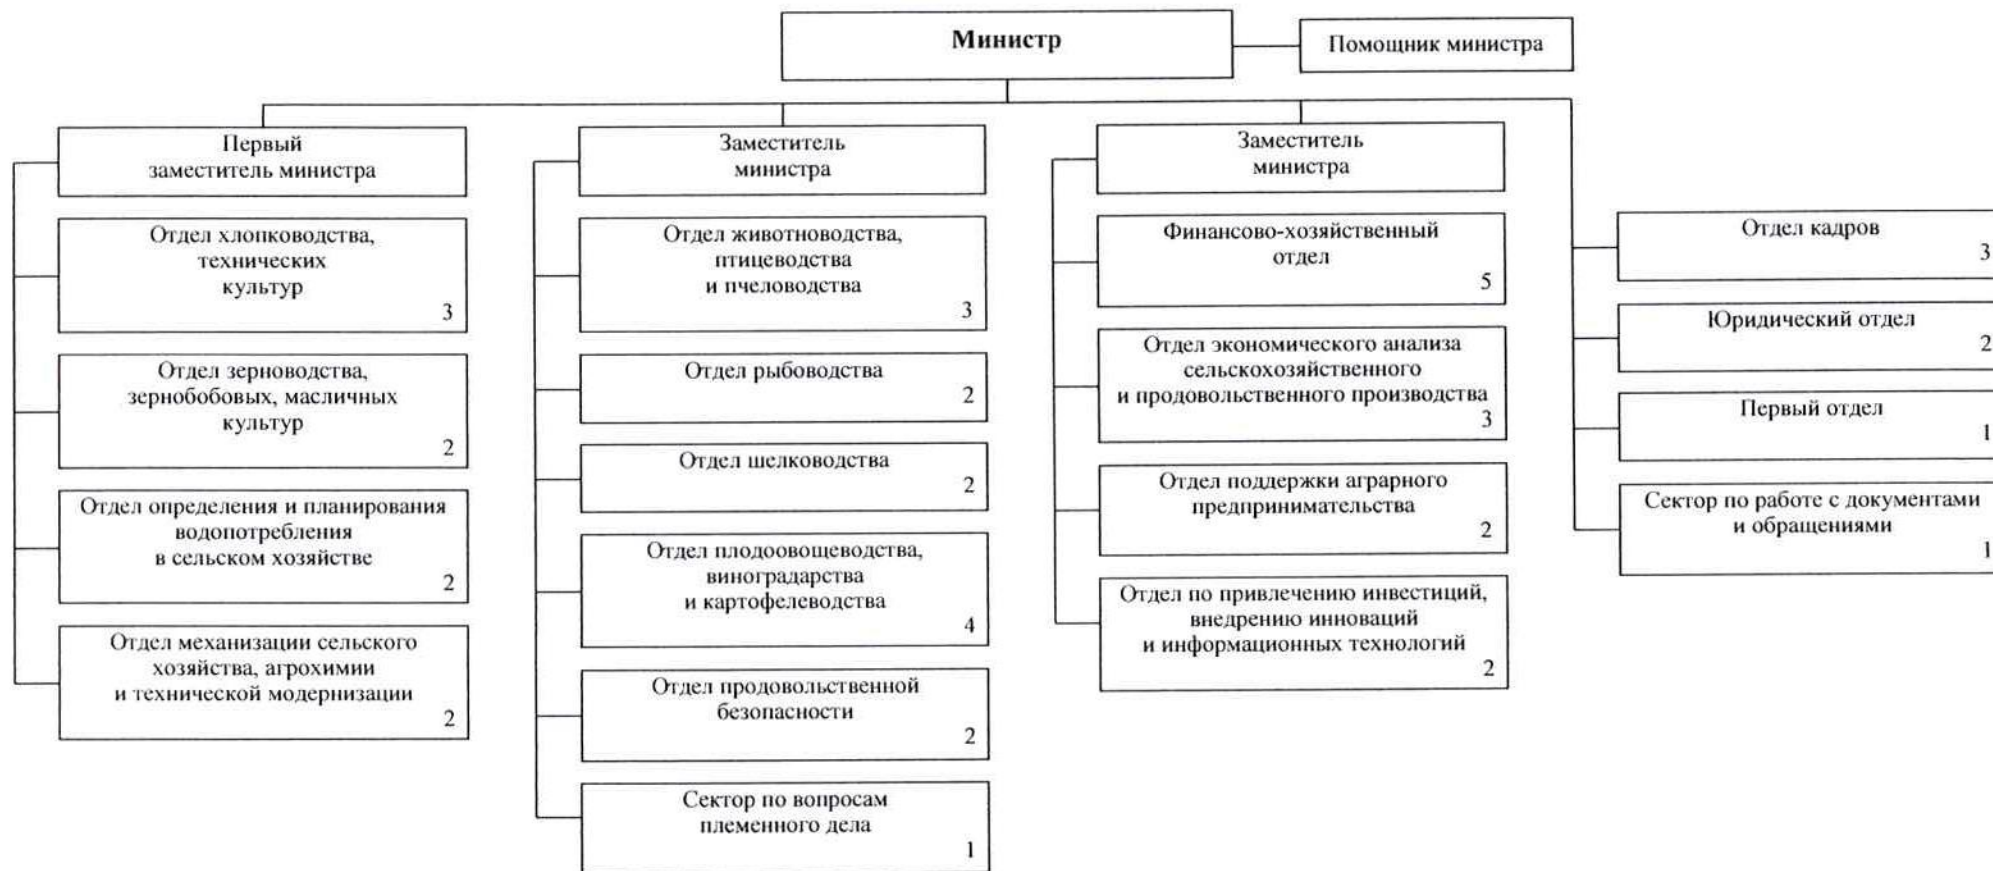 Министр
Помощник министра
Первый
заместитель министра
Отдел хлопководства,
технических
культур
3
Отдел зерноводства,
зернобобовых, масличных
культур
2
Отдел определения и планирования
водопотребления
в сельском хозяйстве
2
Отдел механизации сельского
хозяйства, агрохимии
и технической модернизации
2
Заместитель
министра
Отдел животноводства,
птицеводства
и пчеловодства
3
Отдел рыбоводства
2
Отдел шелководства
2
Отдел плодоовощеводства,
виноградарства
и картофелеводства
4
Отдел продовольственной
безопасности
2
Сектор по вопросам
племенного дела
1
Заместитель
министра
Финансово-хозяйственный
отдел
5
Отдел экономического анализа
сельскохозяйственного
и продовольственного производства
3
Отдел поддержки аграрного
предпринимательства
2
Отдел по привлечению инвестиций,
внедрению инноваций
и информационных технологий
2
Отдел кадров
3
Юридический отдел
2
Первый отдел
1
Сектор по работе с документами
и обращениями
1